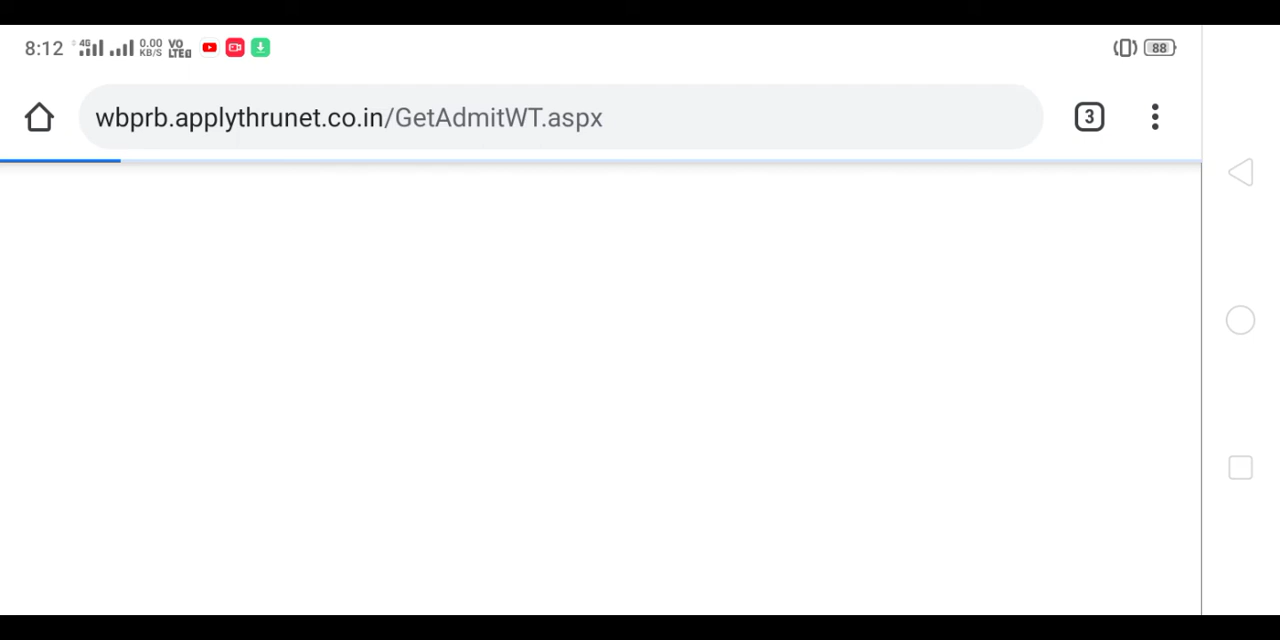 8:12 4G 0.00 KB/S VO LTE 88
wbprb.applythrunet.co.in/GetAdmitWT.aspx 3